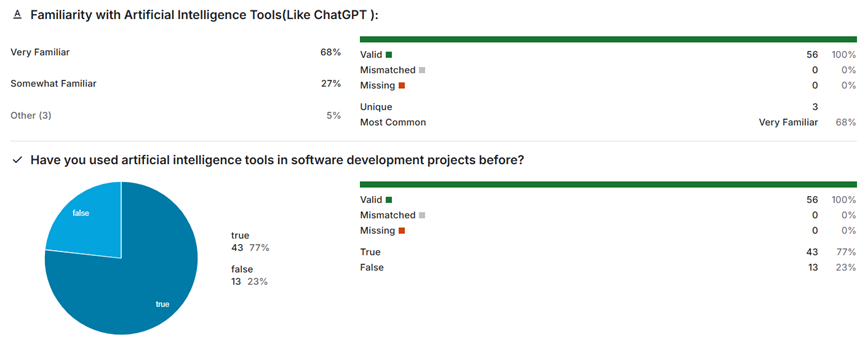 Familiarity with Artificial Intelligence Tools(Like ChatGPT ):
Very Familiar 68%
Somewhat Familiar 27%
Other (3) 5%
Valid 56 100%
Mismatched 0 0%
Missing 0 0%
Unique 3
Most Common Very Familiar 68%
Have you used artificial intelligence tools in software development projects before?
false
true
true
43 77%
false
13 23%
Valid 56 100%
Mismatched 0 0%
Missing 0 0%
True 43 77%
False 13 23%